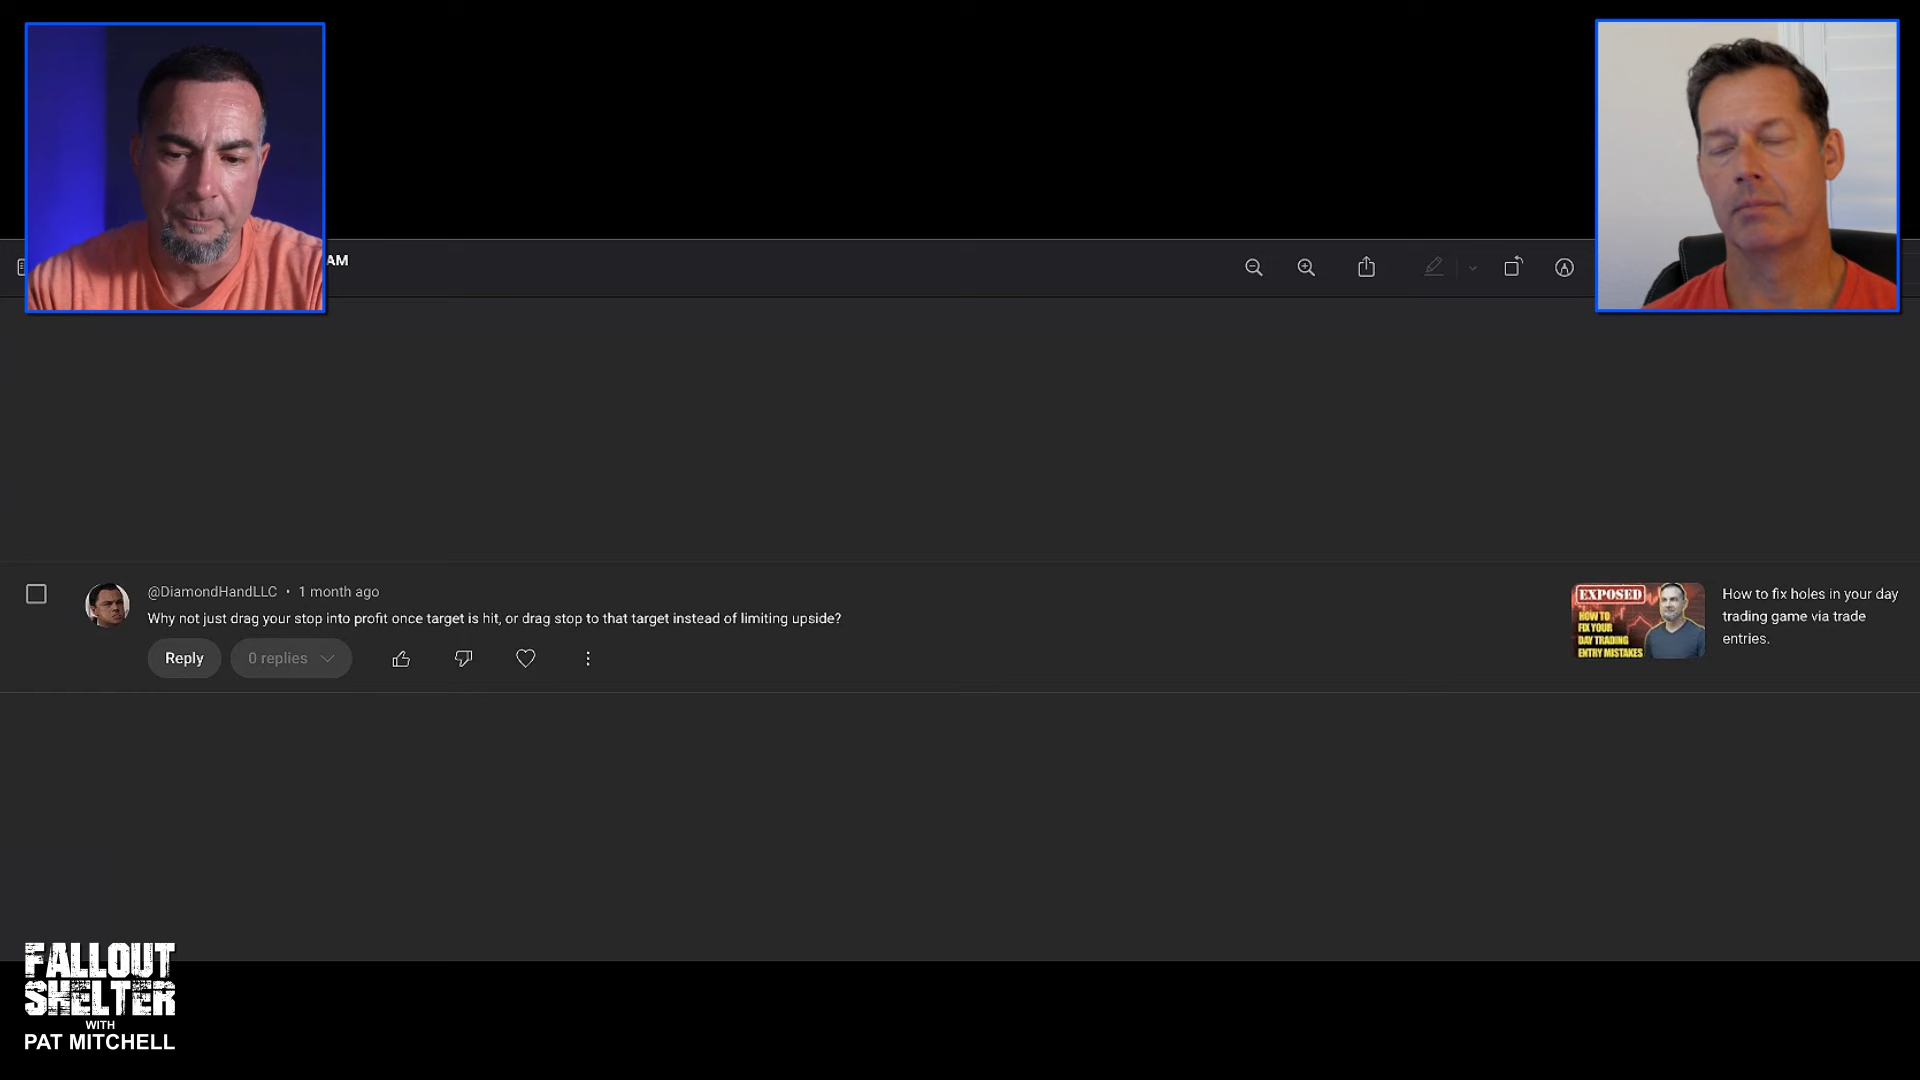 AM
@DiamondHandLLC • 1 month ago
Why not just drag your stop into profit once target is hit, or drag stop to that target instead of limiting upside?
Reply
0 replies
EXPOSED
HOW TO
FIX YOUR
DAY TRADING
ENTRY MISTAKES
How to fix holes in your day
trading game via trade
entries.
FALLOUT
SHELTER
WITH
PAT MITCHELL